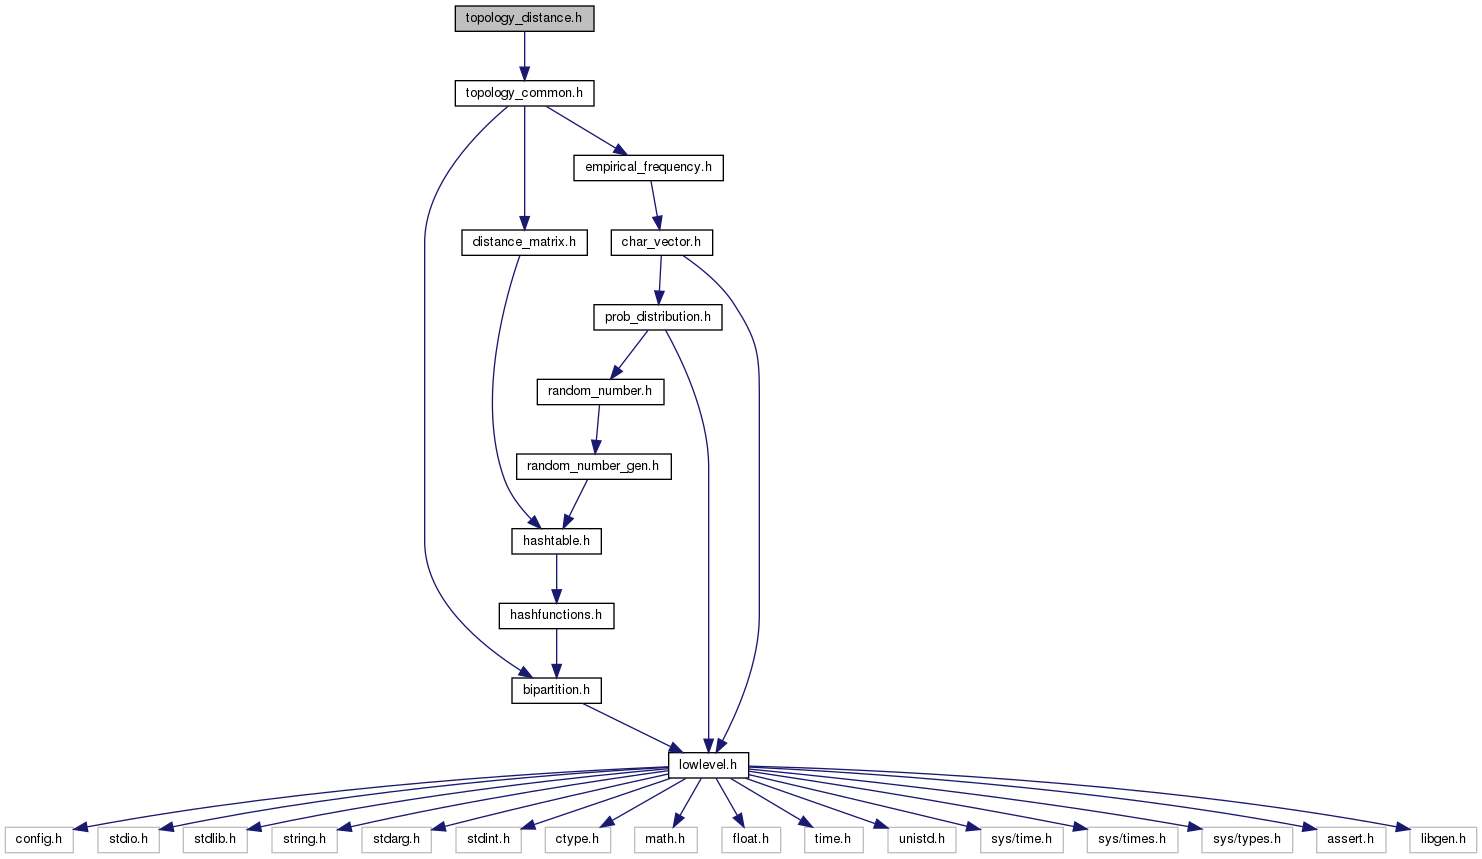 topology_distance.h
topology_common.h
empirical_frequency.h
distance_matrix.h
char_vector.h
prob_distribution.h
random_number.h
random_number_gen.h
hashtable.h
hashfunctions.h
bipartition.h
lowlevel.h
config.h
stdio.h
stdlib.h
string.h
stdarg.h
stdint.h
ctype.h
math.h
float.h
time.h
unistd.h
sys/time.h
sys/times.h
sys/types.h
assert.h
libgen.h